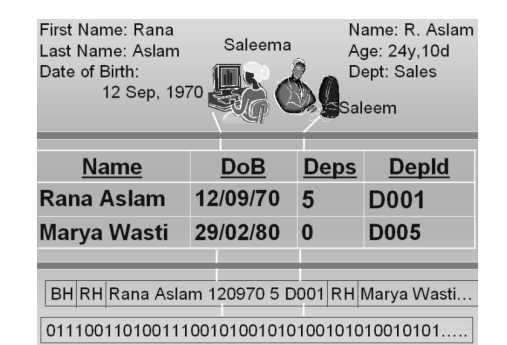 First Name: Rana
Last Name: Aslam
Date of Birth:
12 Sep, 1970
Saleema
Name: R. Aslam
Age: 24y,10d
Dept: Sales
Saleem
Name DoB Deps DepId
Rana Aslam 12/09/70 5 D001
Marya Wasti 29/02/80 0 D005
BH RH Rana Aslam 120970 5 D001 RH Marya Wasti...
0111001101001110010100101010010101001010​1.....